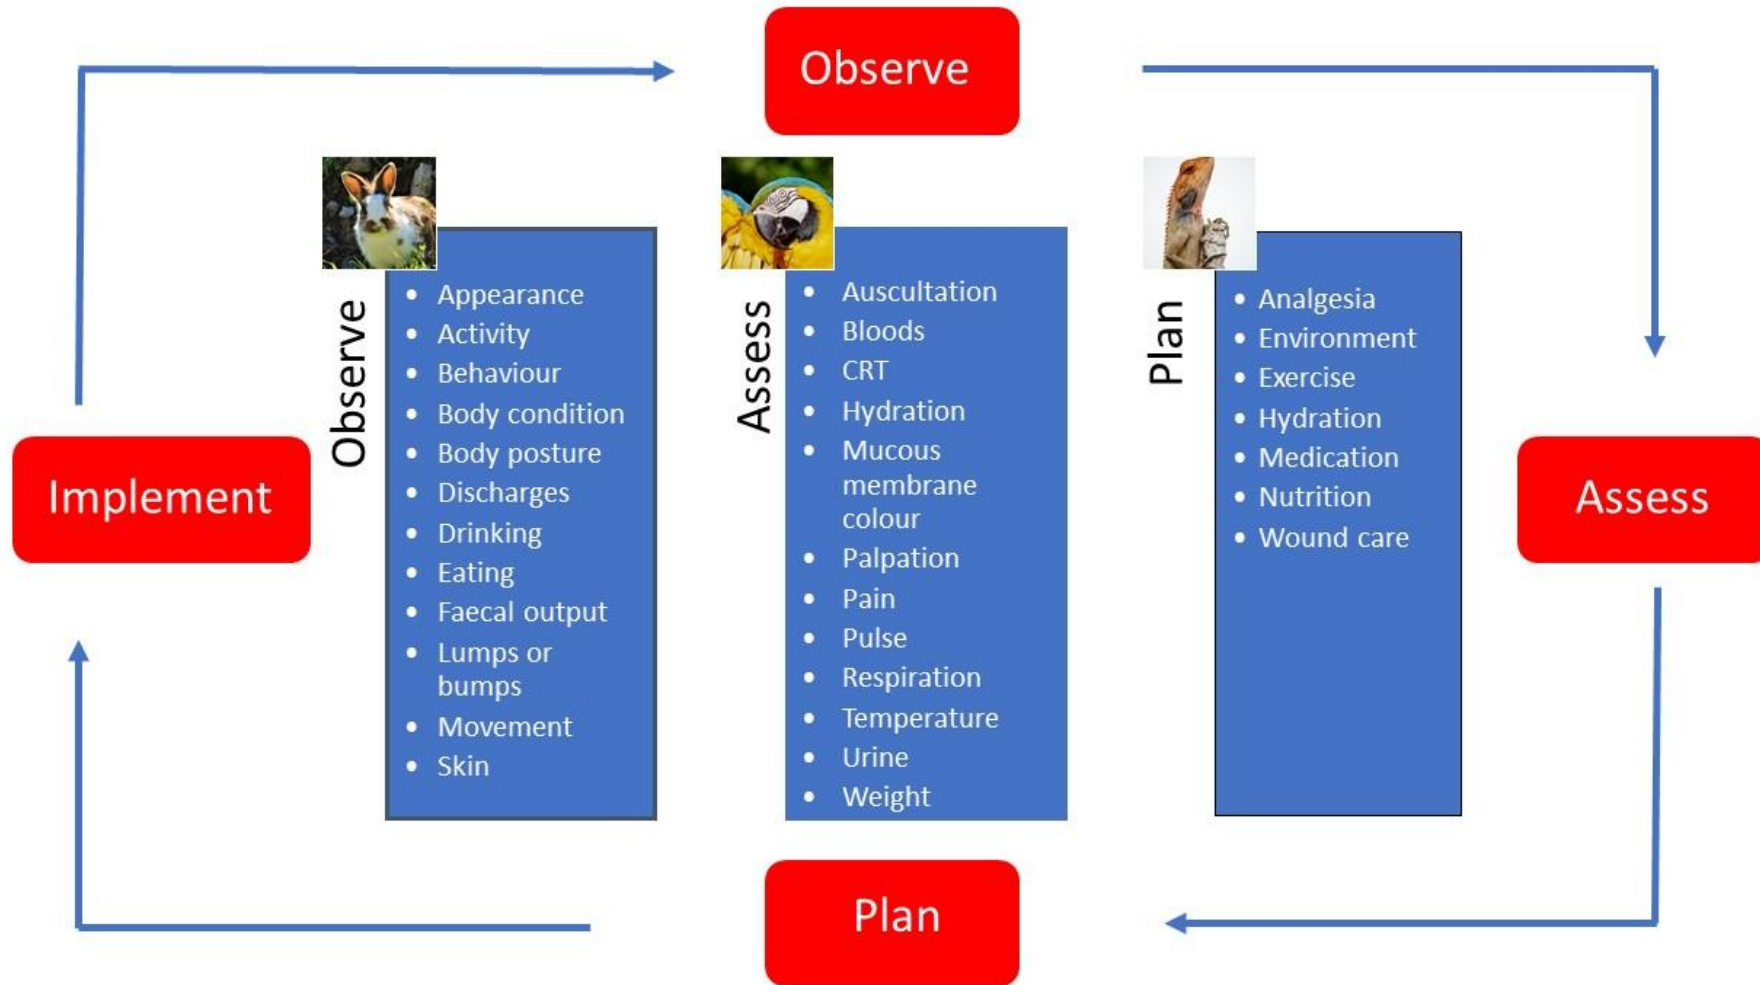 Observe
Observe
Appearance
Activity
Behaviour
Body condition
Body posture
Discharges
Drinking
Eating
Faecal output
Lumps or
bumps
Movement
Skin
Assess
Auscultation
Bloods
CRT
Hydration
Mucous
membrane
colour
Palpation
Pain
Pulse
Respiration
Temperature
Urine
Weight
Plan
Analgesia
Environment
Exercise
Hydration
Medication
Nutrition
Wound care
Implement
Assess
Plan